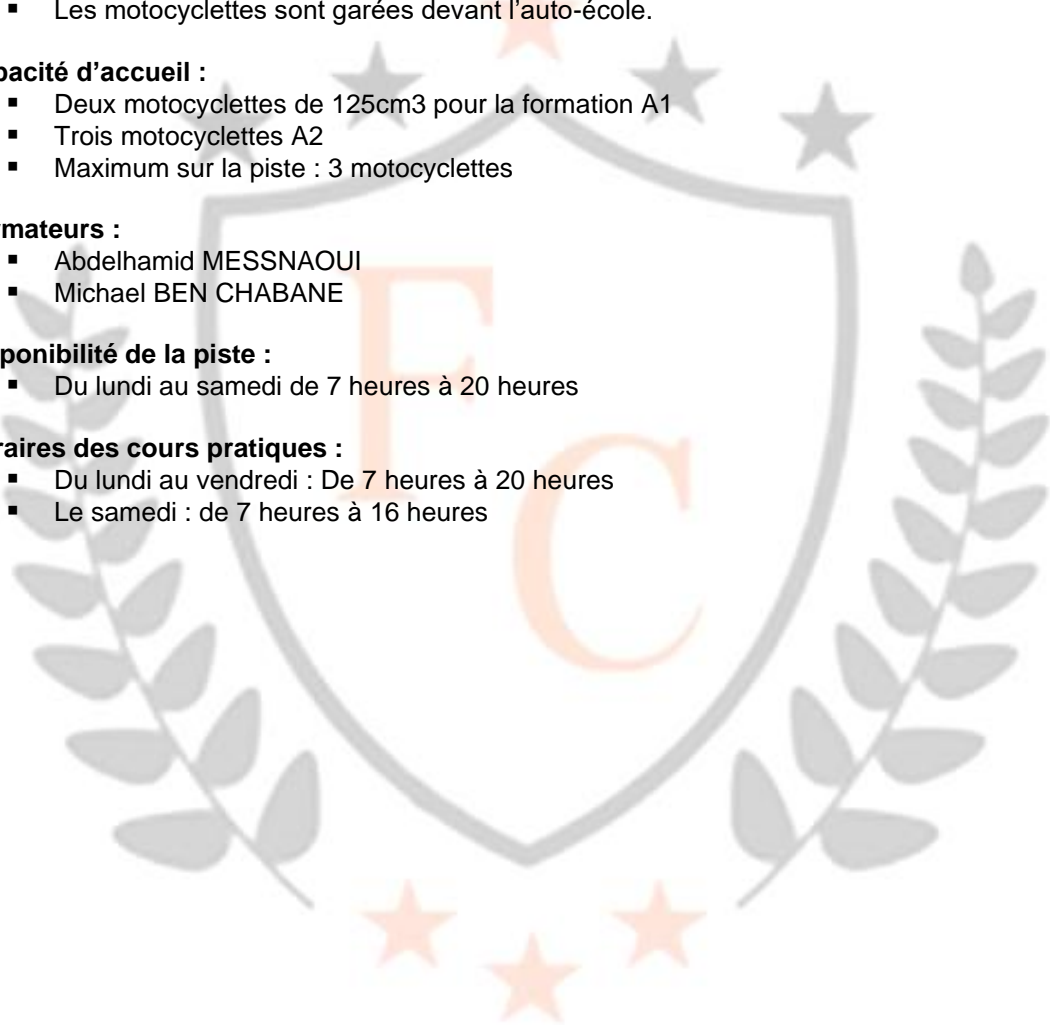 ▪ Les motocyclettes sont garées devant l'auto-école.
pacité d'accueil :
▪ Deux motocyclettes de 125cm3 pour la formation A1
▪ Trois motocyclettes A2
▪ Maximum sur la piste : 3 motocyclettes
mateurs :
▪ Abdelhamid MESSNAOUI
▪ Michael BEN CHABANE
ponibilité de la piste :
▪ Du lundi au samedi de 7 heures à 20 heures
raires des cours pratiques :
▪ Du lundi au vendredi : De 7 heures à 20 heures
▪ Le samedi : de 7 heures à 16 heures
F
C